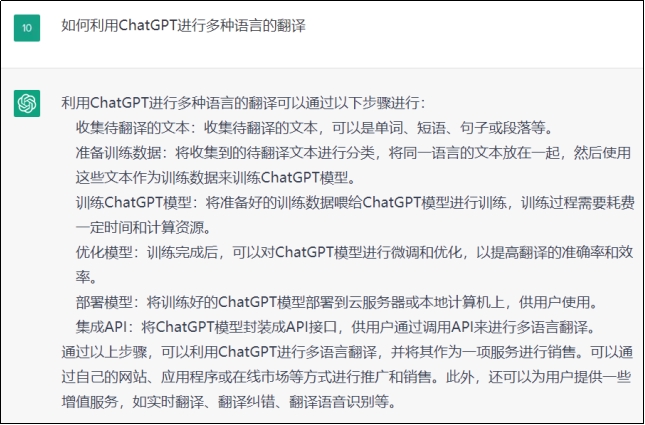 10
如何利用ChatGPT进行多种语言的翻译
利用ChatGPT进行多种语言的翻译可以通过以下步骤进行：
收集待翻译的文本：收集待翻译的文本，可以是单词、短语、句子或段落等。
准备训练数据：将收集到的待翻译文本进行分类，将同一语言的文本放在一起，然后使用
这些文本作为训练数据来训练ChatGPT模型。
训练ChatGPT模型：将准备好的训练数据喂给ChatGPT模型进行训练，训练过程需要耗费
一定时间和计算资源。
优化模型：训练完成后，可以对ChatGPT模型进行微调和优化，以提高翻译的准确率和效
率。
部署模型：将训练好的ChatGPT模型部署到云服务器或本地计算机上，供用户使用。
集成API：将ChatGPT模型封装成API接口，供用户通过调用API来进行多语言翻译。
通过以上步骤，可以利用ChatGPT进行多语言翻译，并将其作为一项服务进行销售。可以通
过自己的网站、应用程序或在线市场等方式进行推广和销售。此外，还可以为用户提供一些
增值服务，如实时翻译、翻译纠错、翻译语音识别等。